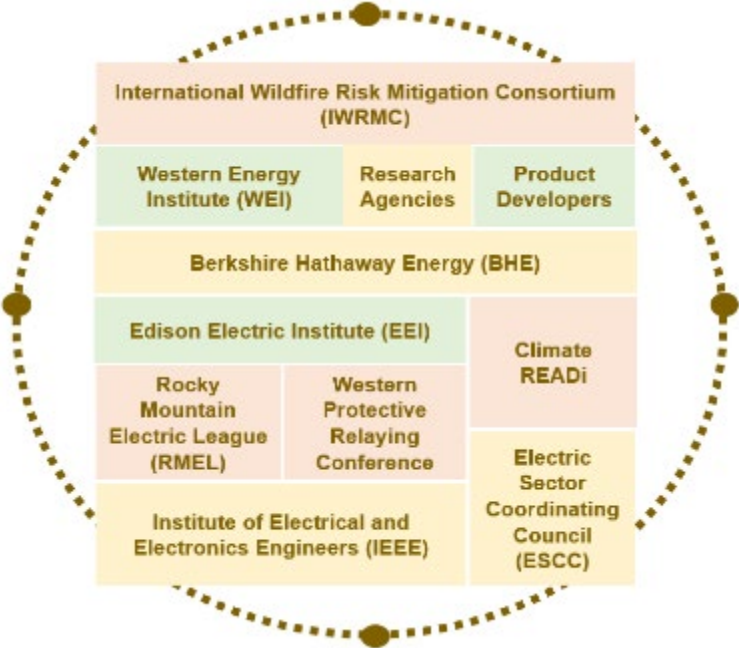 International Wildfire Risk Mitigation Consortium
(IWRMC)
Western Energy
Institute (WEI)
Research
Agencies
Product
Developers
Berkshire Hathaway Energy (BHE)
Edison Electric Institute (EEI)
Climate
READi
Rocky
Mountain
Electric League
(RMEL)
Western
Protective
Relaying
Conference
Electric
Sector
Coordinating
Council
(ESCC)
Institute of Electrical and
Electronics Engineers (IEEE)